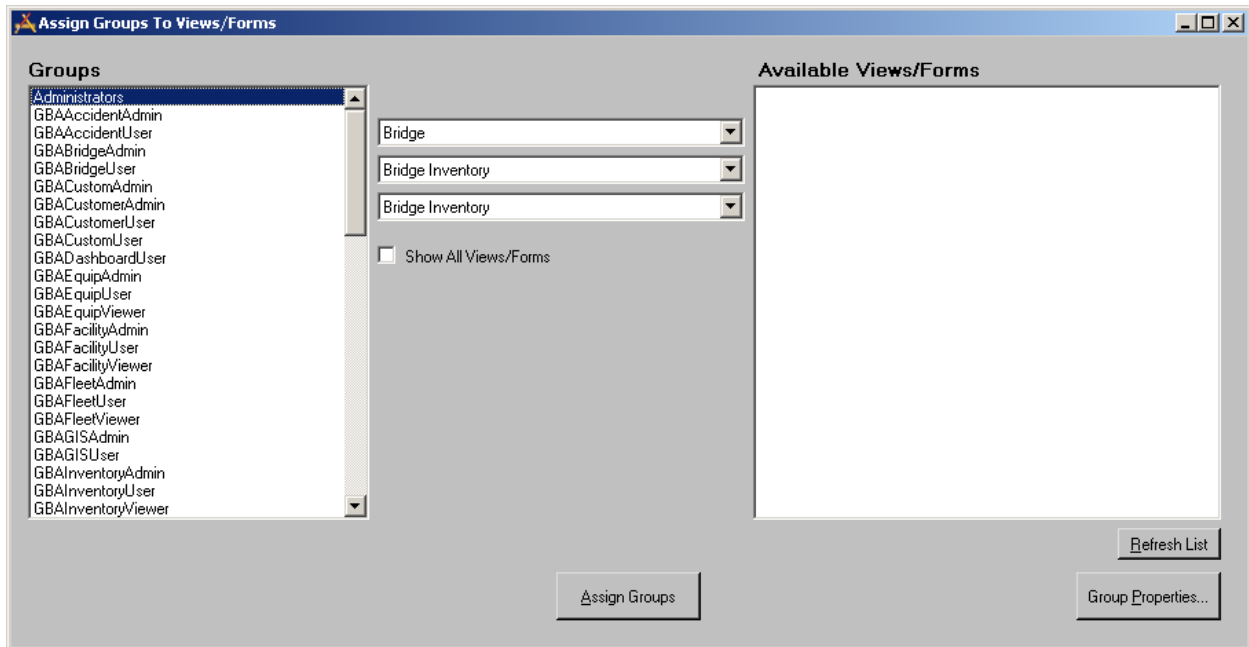 Assign Groups To Views/Forms
Groups
Administrators
GBAAccidentAdmin
GBAAccidentUser
GBABridgeAdmin
GBABridgeUser
GBACustomAdmin
GBACustomerAdmin
GBACustomerUser
GBACustomUser
GBADashboardUser
GBAEquipAdmin
GBAEquipUser
GBAEquipViewer
GBAFacilityAdmin
GBAFacilityUser
GBAFacilityViewer
GBAFleetAdmin
GBAFleetUser
GBAFleetViewer
GBAGISAdmin
GBAGISUser
GBAInventoryAdmin
GBAInventoryUser
GBAInventoryViewer
Bridge
Bridge Inventory
Bridge Inventory
Show All Views/Forms
Available Views/Forms
Refresh List
Assign Groups
Group Properties...